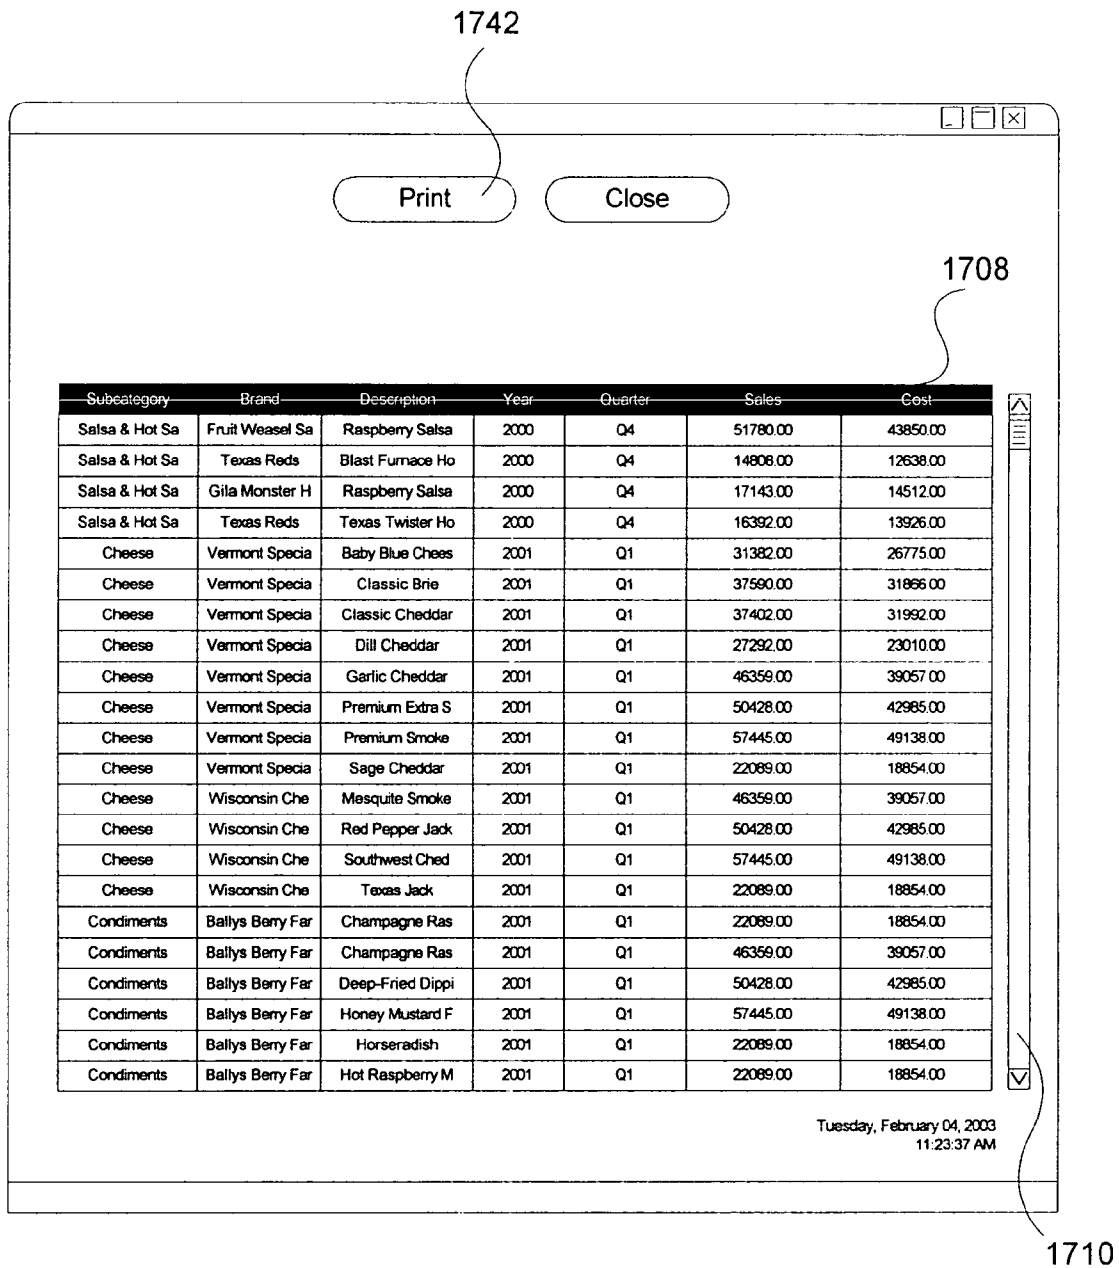 1742
Print Close
1708
Subcategory Brand Description Year Quarter Sales Cost
Salsa & Hot Sa Fruit Weasel Sa Raspberry Salsa 2000 Q4 51780.00 43850.00
Salsa & Hot Sa Texas Reds Blast Furnace Ho 2000 Q4 14808.00 12638.00
Salsa & Hot Sa Gila Monster H Raspberry Salsa 2000 Q4 17143.00 14512.00
Salsa & Hot Sa Texas Reds Texas Twister Ho 2000 Q4 16392.00 13926.00
Cheese Vermont Specia Baby Blue Chees 2001 Q1 31382.00 26775.00
Cheese Vermont Specia Classic Brie 2001 Q1 37590.00 31866 00
Cheese Vermont Specia Classic Cheddar 2001 Q1 37402.00 31992.00
Cheese Vermont Specia Dill Cheddar 2001 Q1 27292.00 23010.00
Cheese Vermont Specia Garlic Cheddar 2001 Q1 46359.00 39057 00
Cheese Vermont Specia Premium Extra S 2001 Q1 50428.00 42985.00
Cheese Vermont Specia Premium Smoke 2001 Q1 57445.00 49138.00
Cheese Vermont Specia Sage Cheddar 2001 Q1 22089.00 18854.00
Cheese Wisconsin Che Mesquite Smoke 2001 Q1 46359.00 39057.00
Cheese Wisconsin Che Red Pepper Jack 2001 Q1 50428.00 42985.00
Cheese Wisconsin Che Southwest Ched 2001 Q1 57445.00 49138.00
Cheese Wisconsin Che Texas Jack 2001 Q1 22089.00 18854.00
Condiments Ballys Berry Far Champagne Ras 2001 Q1 22089.00 18854.00
Condiments Ballys Berry Far Champagne Ras 2001 Q1 46359.00 39057.00
Condiments Ballys Berry Far Deep-Fried Dippi 2001 Q1 50428.00 42985.00
Condiments Ballys Berry Far Honey Mustard F 2001 Q1 57445.00 49138.00
Condiments Ballys Berry Far Horseradish 2001 Q1 22089.00 18854.00
Condiments Ballys Berry Far Hot Raspberry M 2001 Q1 22089.00 18854.00
Tuesday, February 04, 2003
11:23:37 AM
1710